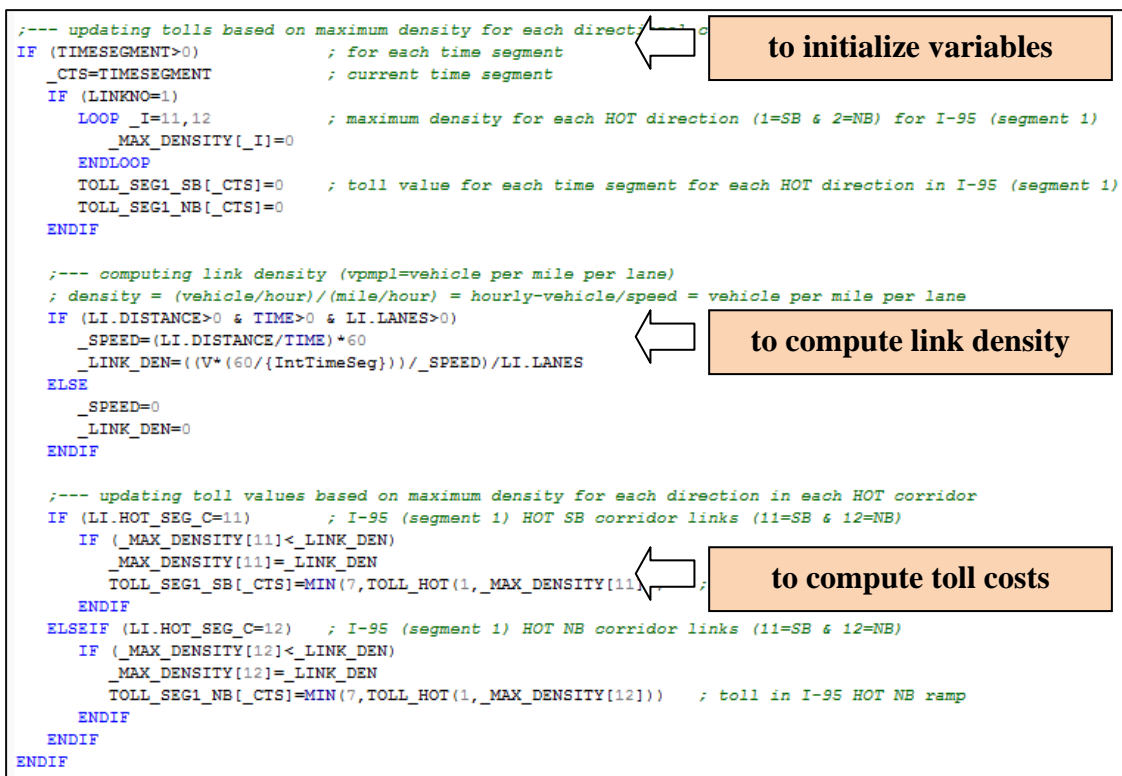 ;--- updating tolls based on maximum density for each directional c
to initialize variables
IF (TIMESEGMENT>0) ; for each time segment
_CTS=TIMESEGMENT ; current time segment
IF (LINKNO=1)
LOOP _I=11,12 ; maximum density for each HOT direction (1=SB & 2=NB) for I-95 (segment 1)
_MAX_DENSITY[_I]=0
ENDLOOP
TOLL_SEG1_SB[_CTS]=0 ; toll value for each time segment for each HOT direction in I-95 (segment 1)
TOLL_SEG1_NB[_CTS]=0
ENDIF
;--- computing link density (vpmpl=vehicle per mile per lane)
; density = (vehicle/hour)/(mile/hour) = hourly-vehicle/speed = vehicle per mile per lane
IF (LI.DISTANCE>0 & TIME>0 & LI.LANES>0)
_SPEED=(LI.DISTANCE/TIME)*60
to compute link density
_LINK_DEN=((V*(60/{IntTimeSeg}))/_SPEED)/LI.LANES
ELSE
_SPEED=0
_LINK_DEN=0
ENDIF
;--- updating toll values based on maximum density for each direction in each HOT corridor
IF (LI.HOT_SEG_C=11) ; I-95 (segment 1) HOT SB corridor links (11=SB & 12=NB)
IF (_MAX_DENSITY[11]<_LINK_DEN)
_MAX_DENSITY[11]=_LINK_DEN
to compute toll costs
TOLL_SEG1_SB[_CTS]=MIN(7,TOLL_HOT(1,_MAX_DENSITY[11] ;
ENDIF
ELSEIF (LI.HOT_SEG_C=12) ; I-95 (segment 1) HOT NB corridor links (11=SB & 12=NB)
IF (_MAX_DENSITY[12]<_LINK_DEN)
_MAX_DENSITY[12]=_LINK_DEN
TOLL_SEG1_NB[_CTS]=MIN(7,TOLL_HOT(1,_MAX_DENSITY[12])) ; toll in I-95 HOT NB ramp
ENDIF
ENDIF
ENDIF